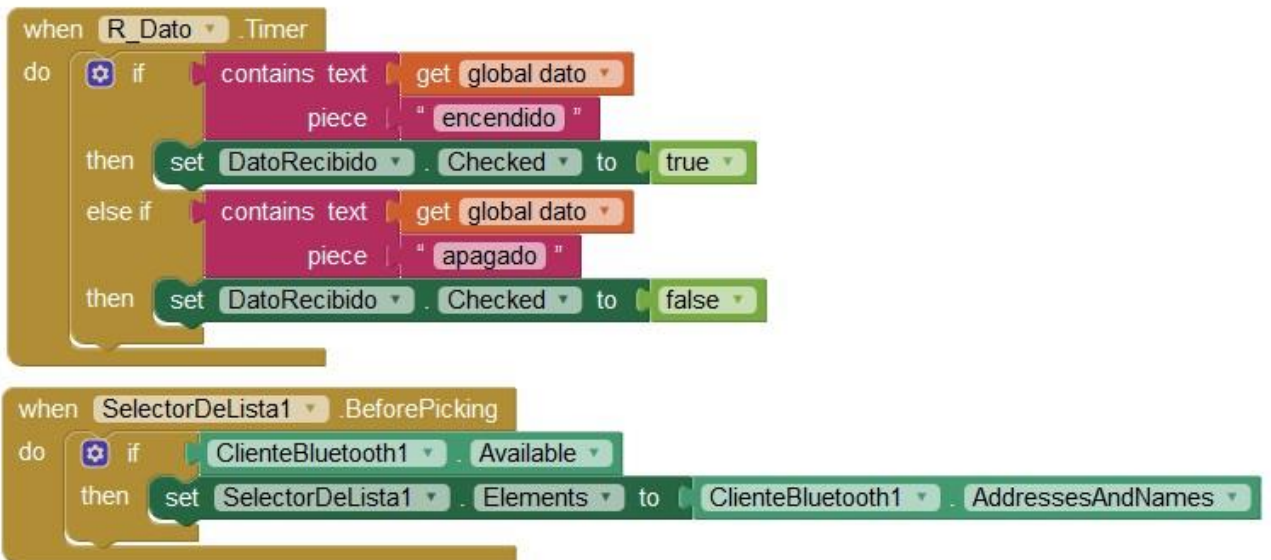 when R_Dato .Timer
do if contains text get global dato
piece " encendido "
then set DatoRecibido . Checked to true
else if contains text get global dato
piece " apagado "
then set DatoRecibido . Checked to false
when SelectorDeLista1 .BeforePicking
do if ClienteBluetooth1 . Available
then set SelectorDeLista1 . Elements to ClienteBluetooth1 . AddressesAndNames